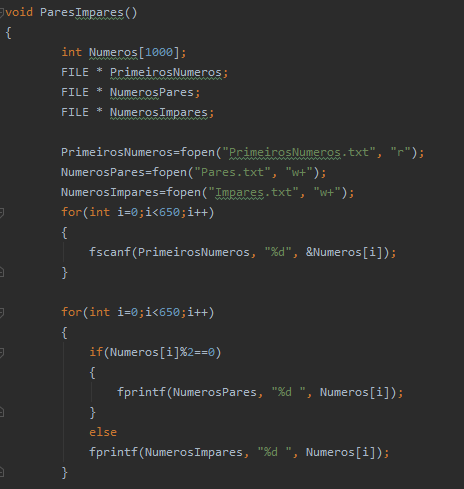 void ParesImpares()
{
int Numeros[1000];
FILE * PrimeirosNumeros;
FILE * NumerosPares;
FILE * NumerosImpares;
PrimeirosNumeros=fopen("PrimeirosNumeros.txt", "r");
NumerosPares=fopen("Pares.txt", "w+");
NumerosImpares=fopen("Impares.txt", "w+");
for(int i=0;i<650;i++)
{
fscanf(PrimeirosNumeros, "%d", &Numeros[i]);
}
for(int i=0;i<650;i++)
{
if(Numeros[i]%2==0)
{
fprintf(NumerosPares, "%d ", Numeros[i]);
}
else
fprintf(NumerosImpares, "%d ", Numeros[i]);
}